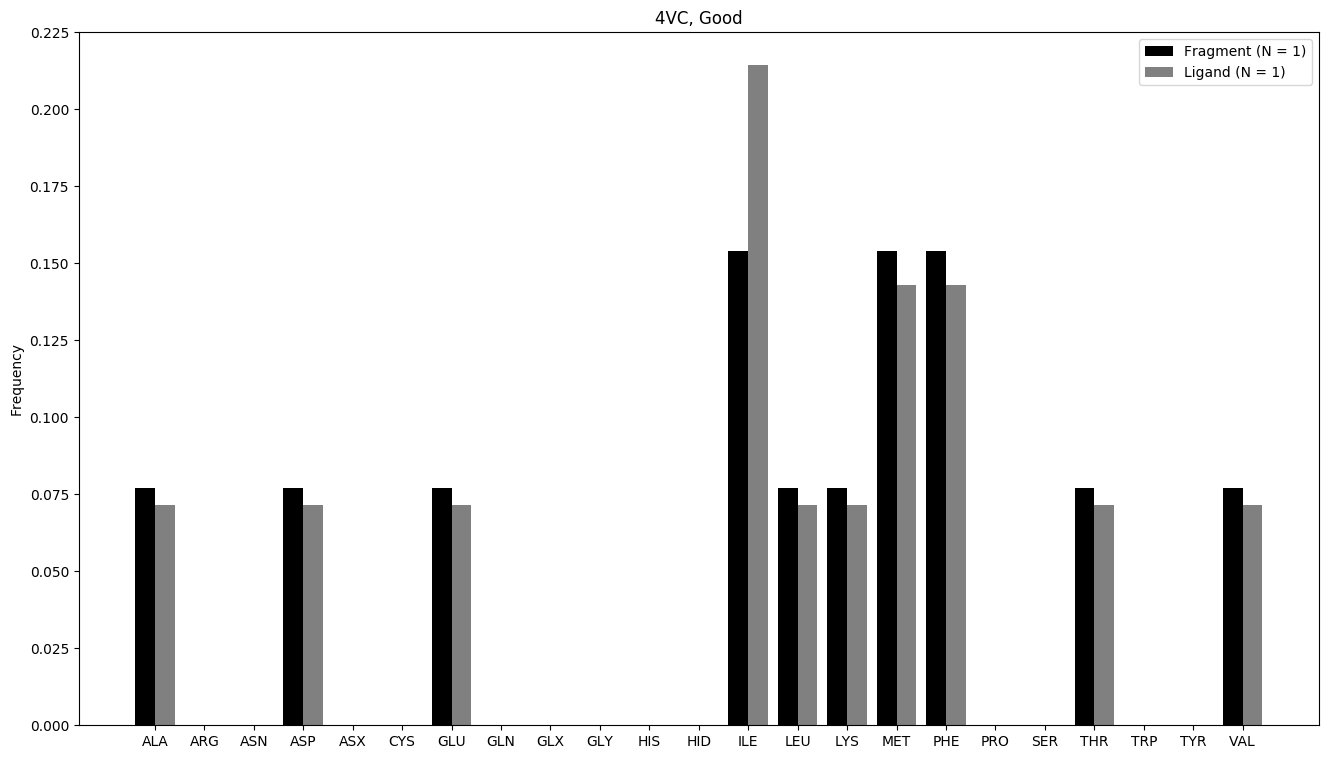 4VC, Good
Fragment (N = 1)
Ligand (N = 1)
Frequency
0.225
0.200
0.175
0.150
0.125
0.100
0.075
0.050
0.025
0.000
ALA ARG ASN ASP ASX CYS GLU GLN GLX GLY HIS HID ILE LEU LYS MET PHE PRO SER THR TRP TYR VAL